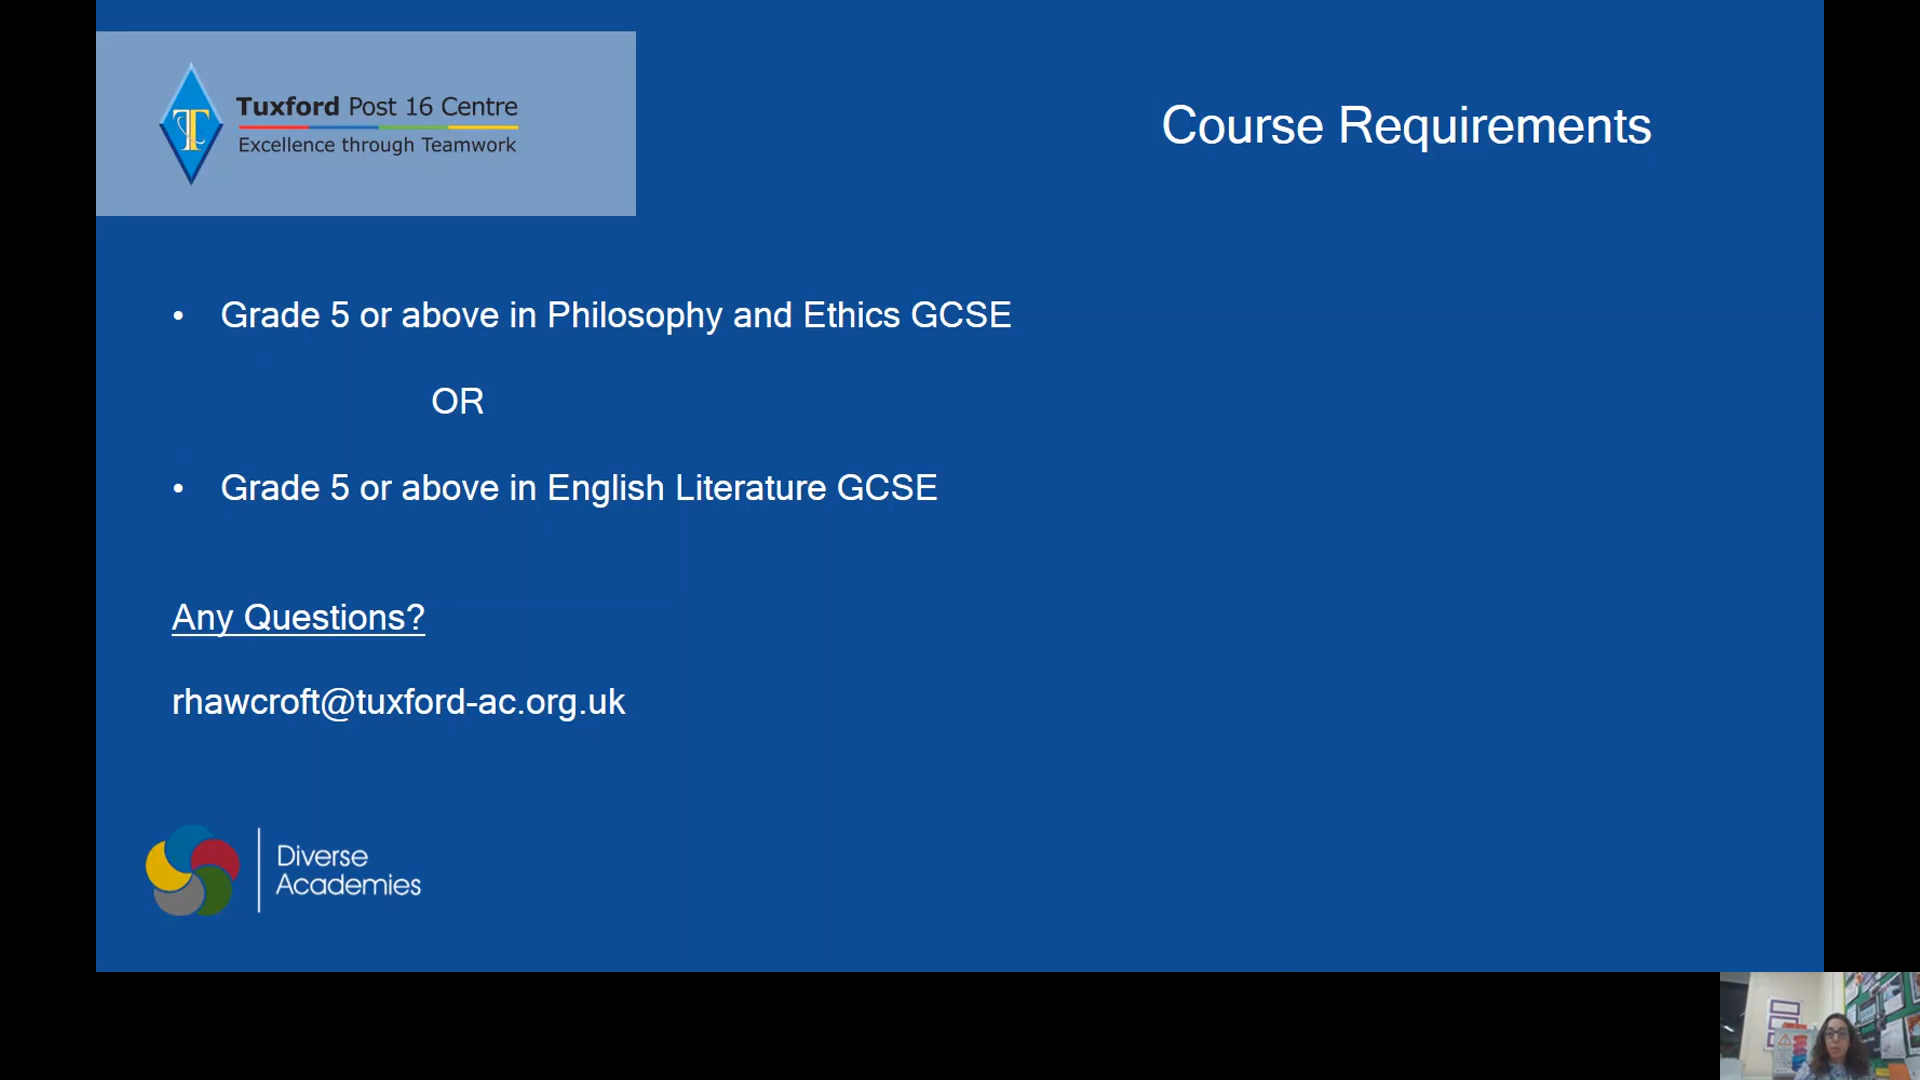 Tuxford Post 16 Centre
Excellence through Teamwork
Course Requirements
• Grade 5 or above in Philosophy and Ethics GCSE
OR
• Grade 5 or above in English Literature GCSE
Any Questions?
rhawcroft@tuxford-ac.org.uk
Diverse
Academies